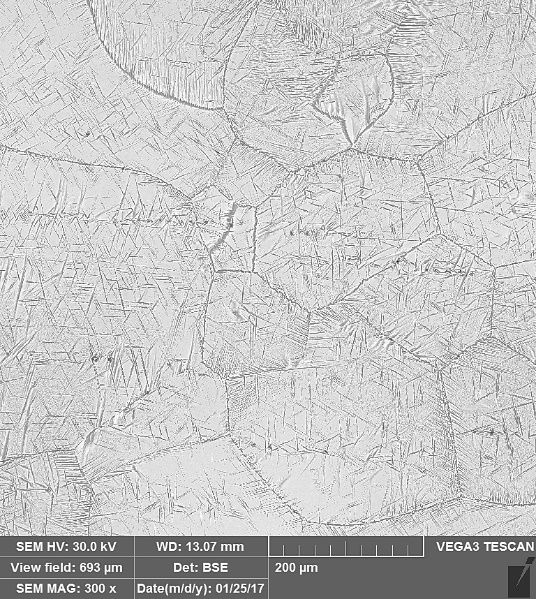 SEM HV: 30.0 kV WD: 13.07 mm VEGA3 TESCAN
View field: 693 µm Det: BSE 200 µm
SEM MAG: 300 x Date(m/d/y): 01/25/17